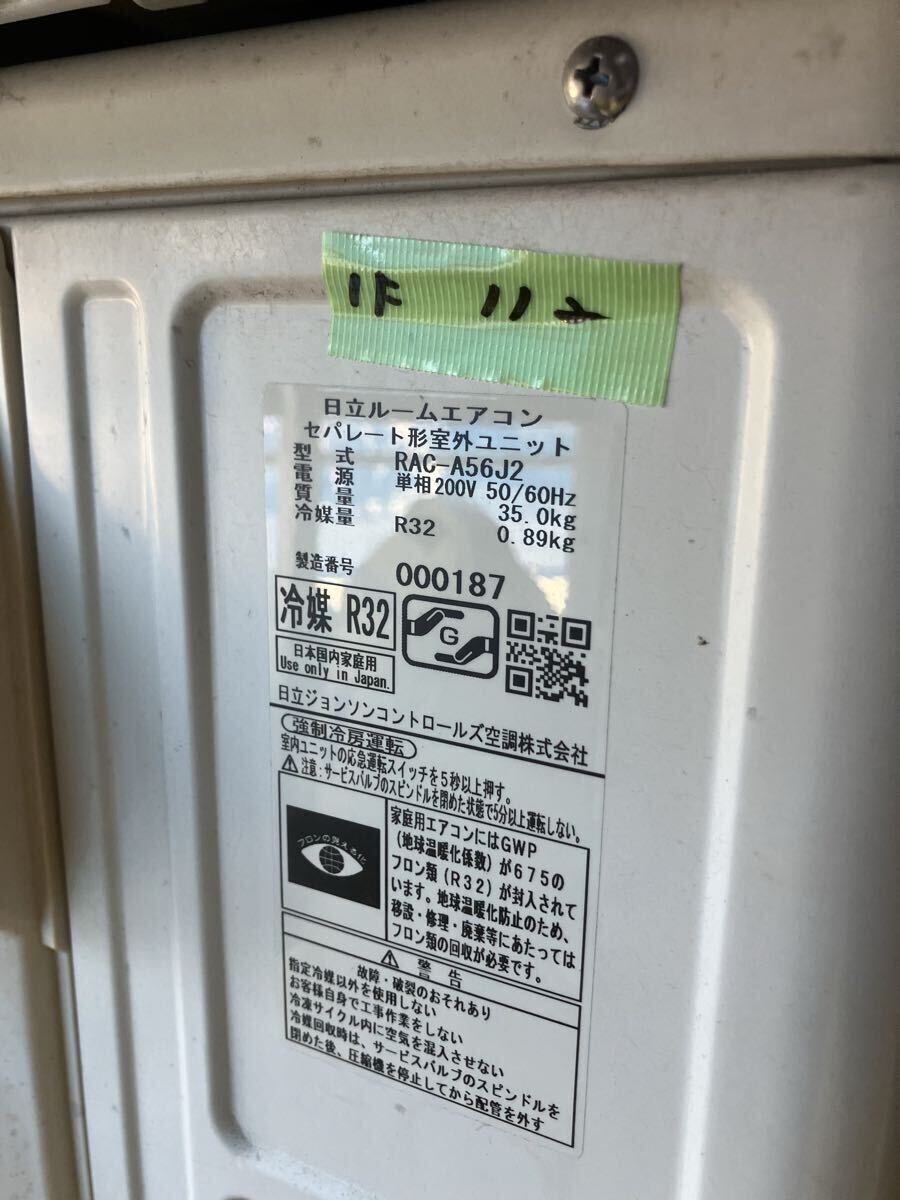 1F 112
日立ルームエアコン
セパレート形室外ユニット
型式 RAC-A56J2
電源 単相200V 50/60Hz
質量 35.0kg
冷媒量 R32 0.89kg
製造番号 000187
冷媒 R32
G
日本国内家庭用
Use only in Japan.
日立ジョンソンコントロールズ空調株式会社
強制冷房運転
室内ユニットの応急運転スイッチを5秒以上押す。
注意:サービスバルブのスピンドルを閉めた状態で5分以上運転しない。
フロンの見える化
家庭用エアコンにはGWP
(地球温暖化係数)が675の
フロン類(R32)が封入されて
います。地球温暖化防止のため、
移設・修理・廃棄等にあたっては
フロン類の回収が必要です。
警告
故障・破裂のおそれあり
指定冷媒以外を使用しない
お客様自身で工事作業をしない
冷凍サイクル内に空気を混入させない
冷媒回収時は、サービスバルブのスピンドルを
閉めた後、圧縮機を停止してから配管を外す